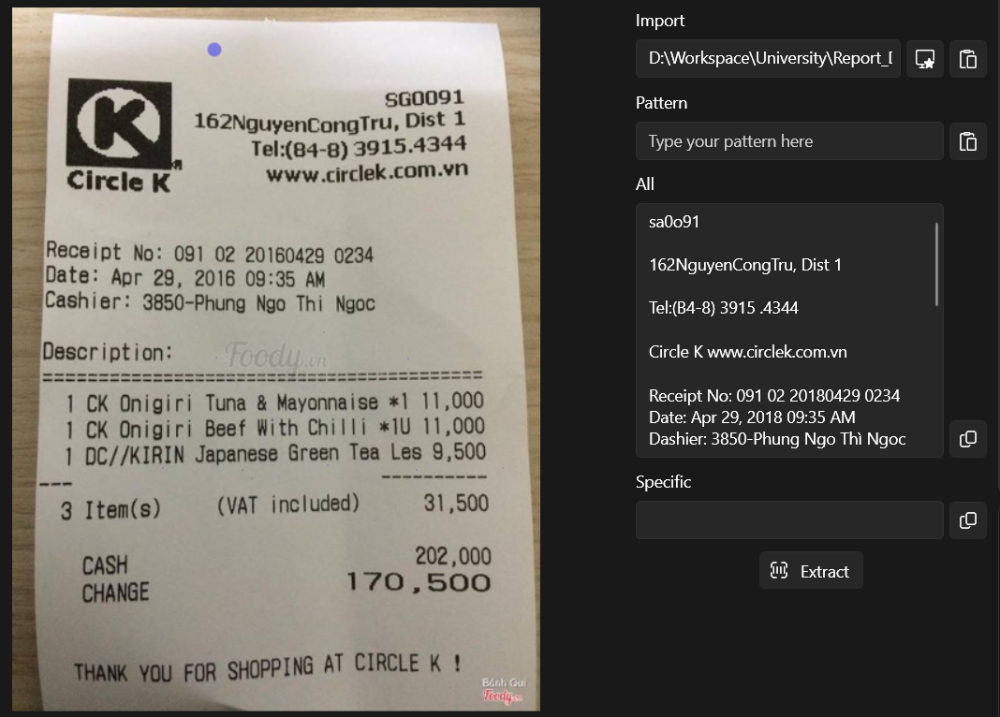 SG0091
162NguyenCongTru, Dist 1
Tel:(84-8) 3915.4344
www.circlek.com.vn
K
Circle K
Receipt No: 091 02 20160429 0234
Date: Apr 29, 2016 09:35 AM
Cashier: 3850-Phung Ngo Thi Ngoc
Description:
Foody.vn
1 CK Onigiri Tuna & Mayonnaise *1 11,000
1 CK Onigiri Beef With Chilli *1U 11,000
1 DC//KIRIN Japanese Green Tea Les 9,500
3 Item(s) (VAT included) 31,500
CASH 202,000
CHANGE 170,500
THANK YOU FOR SHOPPING AT CIRCLE K !
Bánh Qui
Foody.vn
Import
D:\Workspace\University\Report_
Pattern
Type your pattern here
All
sa0o91
162NguyenCongTru, Dist 1
Tel:(B4-8) 3915 .4344
Circle K www.circlek.com.vn
Receipt No: 091 02 20180429 0234
Date: Apr 29, 2018 09:35 AM
Dashier: 3850-Phung Ngo Thì Ngoc
Specific
Extract